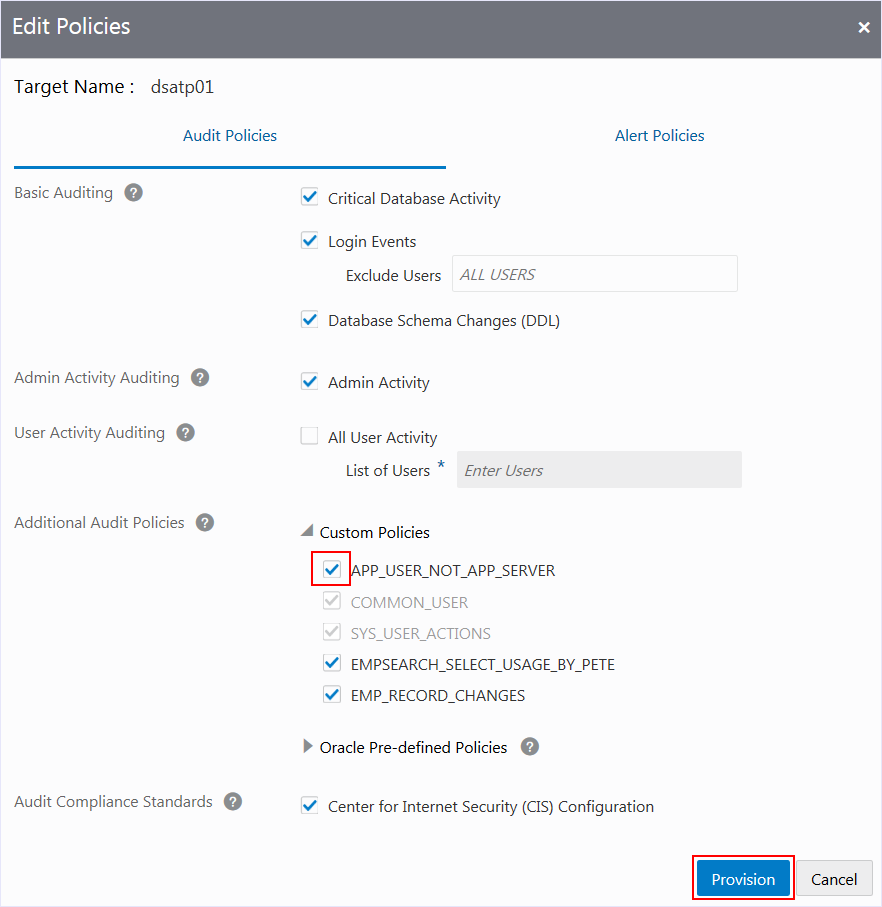 Edit Policies ×
Target Name : dsatp01
Audit Policies Alert Policies
Basic Auditing ? Critical Database Activity
Login Events
Exclude Users ALL USERS
Database Schema Changes (DDL)
Admin Activity Auditing ? Admin Activity
User Activity Auditing ? All User Activity
List of Users * Enter Users
Additional Audit Policies ? Custom Policies
APP_USER_NOT_APP_SERVER
COMMON_USER
SYS_USER_ACTIONS
EMPSEARCH_SELECT_USAGE_BY_PETE
EMP_RECORD_CHANGES
Oracle Pre-defined Policies ?
Audit Compliance Standards ? Center for Internet Security (CIS) Configuration
Provision Cancel